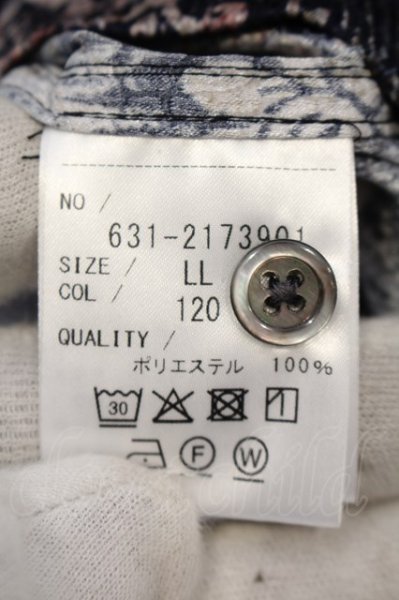 NO /
631-2173901
SIZE / LL
COL / 120
QUALITY /
ポリエステル 100%
30
F W